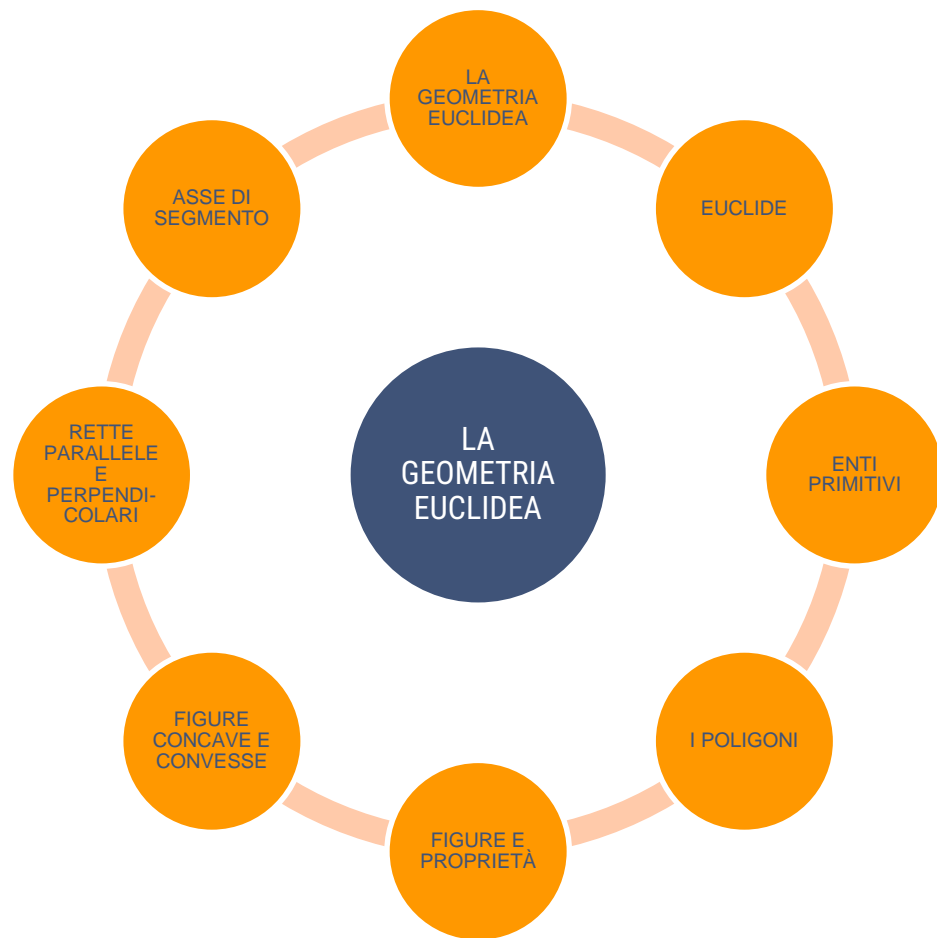 LA
GEOMETRIA
EUCLIDEA
EUCLIDE
ENTI
PRIMITIVI
I POLIGONI
FIGURE E
PROPRIETÀ
FIGURE
CONCAVE E
CONVESSE
RETTE
PARALLELE
E
PERPENDI-
COLARI
ASSE DI
SEGMENTO
LA
GEOMETRIA
EUCLIDEA